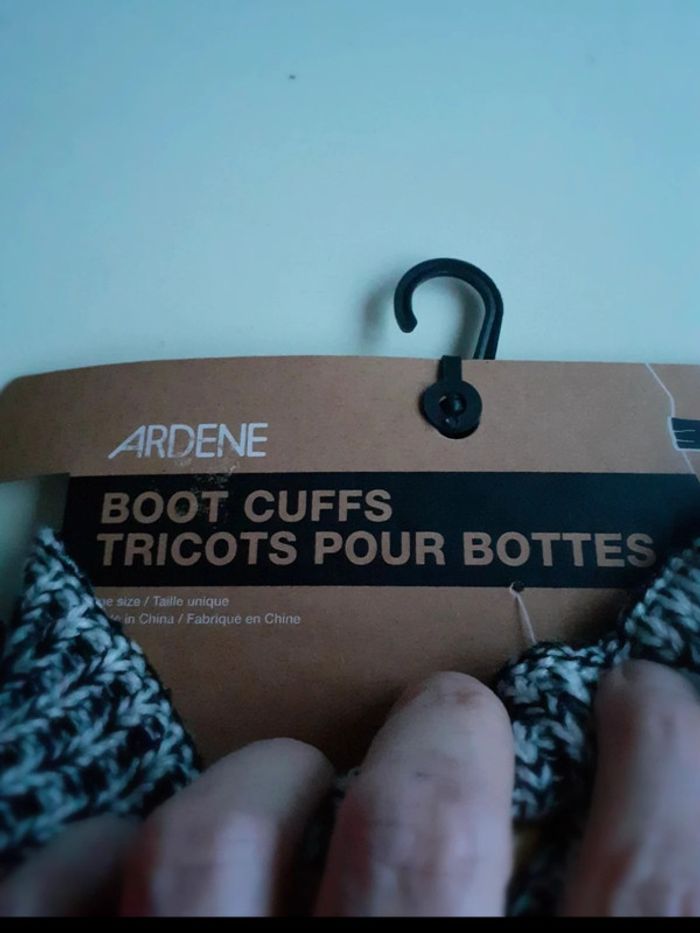 ARDENE
BOOT CUFFS
TRICOTS POUR BOTTES
size / Taille unique
in China / Fabriqué en Chine